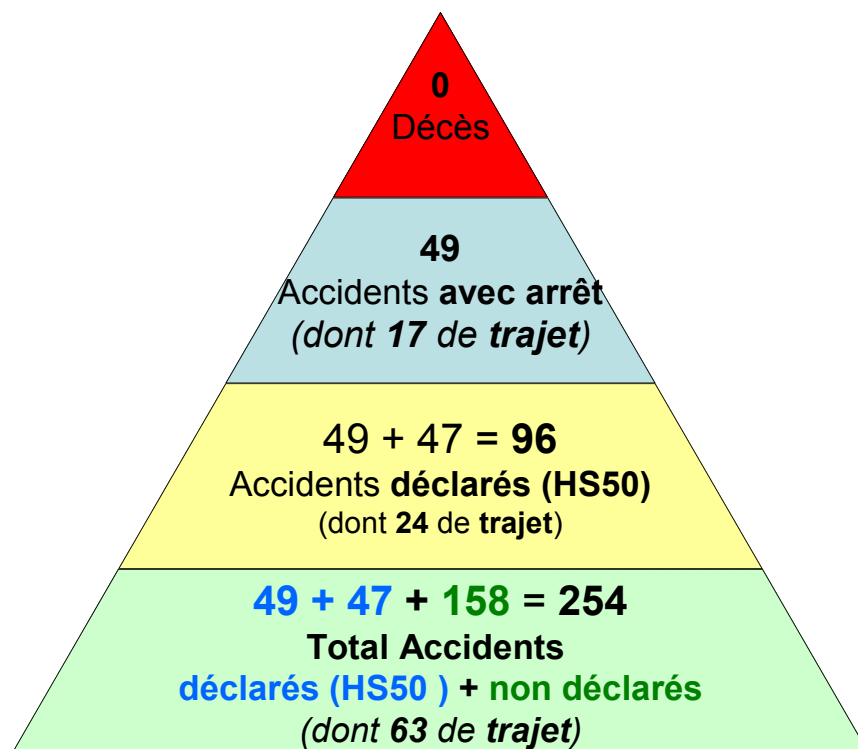 0
Décès
49
Accidents avec arrêt
(dont 17 de trajet)
49 + 47 = 96
Accidents déclarés (HS50)
(dont 24 de trajet)
49 + 47 + 158 = 254
Total Accidents
déclarés (HS50 ) + non déclarés
(dont 63 de trajet)